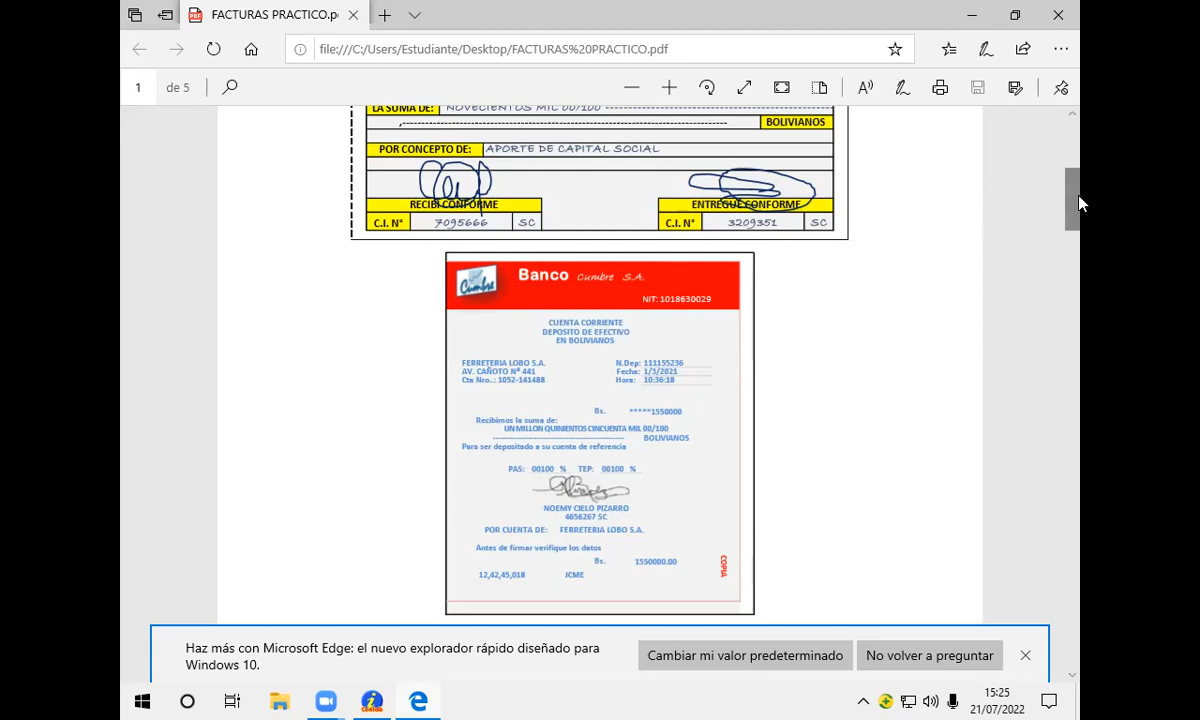 FACTURAS PRACTICO.p
file:///C:/Users/Estudiante/Desktop/FACTURAS%20PRACTICO.pdf
1 de 5
LA SUMA DE: NOVECIENTOS MIL 00/100 ------------------------
BOLIVIANOS
POR CONCEPTO DE: APORTE DE CAPITAL SOCIAL
RECIBI CONFORME ENTREGUE CONFORME
C.I. N° 7095666 SC C.I. N° 3209351 SC
Cumbre Banco Cumbre S.A.
NIT: 1018630029
CUENTA CORRIENTE
DEPOSITO DE EFECTIVO
EN BOLIVIANOS
FERRETERIA LOBO S.A. N.Dep: 111155236
AV. CAÑOTO Nº 441 Fecha: 1/3/2021
Cta Nro..: 1052-141488 Hora: 10:36:18
Bs. *****1550000
Recibimos la suma de:
UN MILLON QUINIENTOS CINCUENTA MIL 00/100
BOLIVIANOS
Para ser depositado a su cuenta de referencia
PAS: 00100 % TEP: 00100 %
NOEMY CIELO PIZARRO
4656267 SC
POR CUENTA DE: FERRETERIA LOBO S.A.
Antes de firmar verifique los datos
Bs. 1550000.00
COPIA
12,42,45,018 JCME
Haz más con Microsoft Edge: el nuevo explorador rápido diseñado para
Windows 10.
Cambiar mi valor predeterminado No volver a preguntar
15:25
21/07/2022